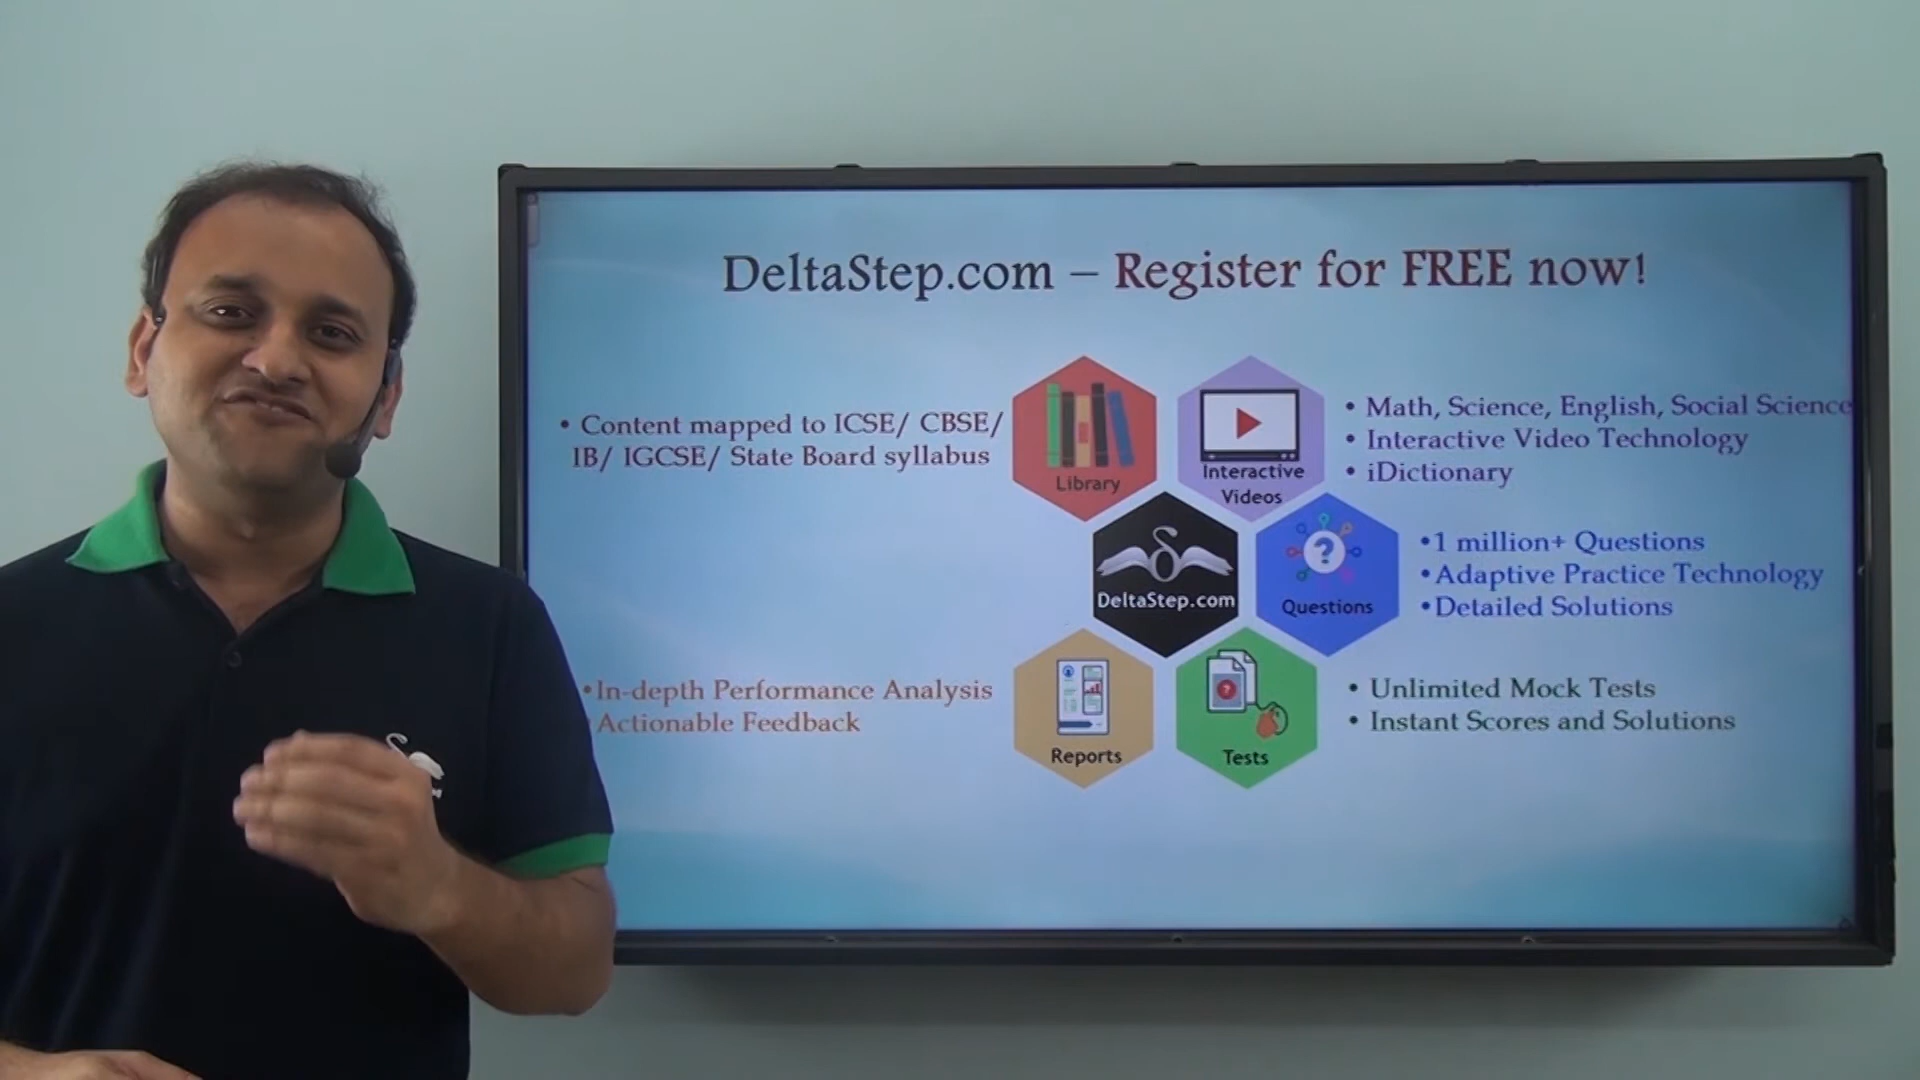 DeltaStep.com – Register for FREE now!
• Content mapped to ICSE/ CBSE/
IB/ IGCSE/ State Board syllabus
Library
Interactive
Videos
• Math, Science, English, Social Science
• Interactive Video Technology
• iDictionary
DeltaStep.com
?
Questions
•1 million+ Questions
•Adaptive Practice Technology
•Detailed Solutions
•In-depth Performance Analysis
Actionable Feedback
Reports
?
Tests
• Unlimited Mock Tests
• Instant Scores and Solutions